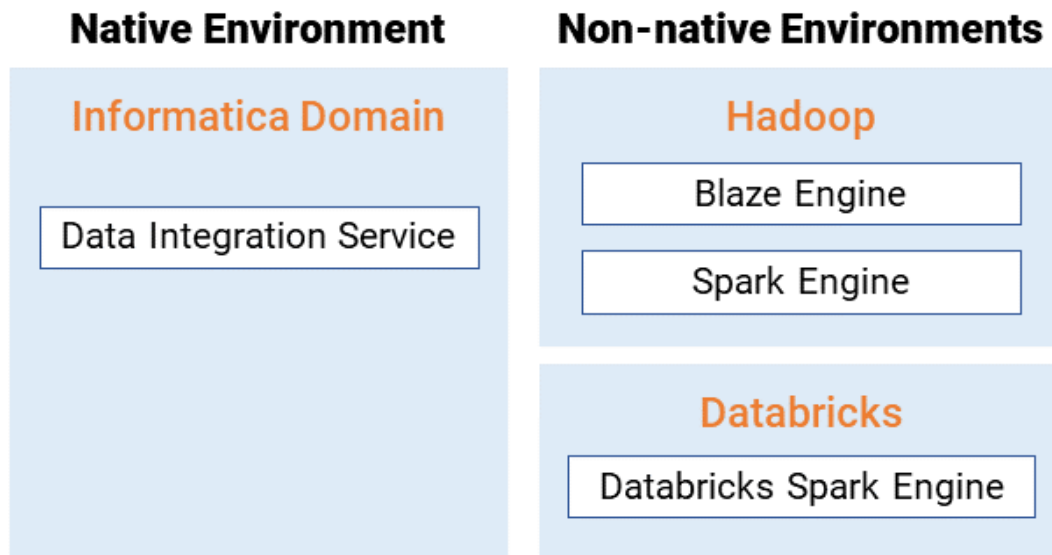 Native Environment
Informatica Domain
Data Integration Service
Non-native Environments
Hadoop
Blaze Engine
Spark Engine
Databricks
Databricks Spark Engine